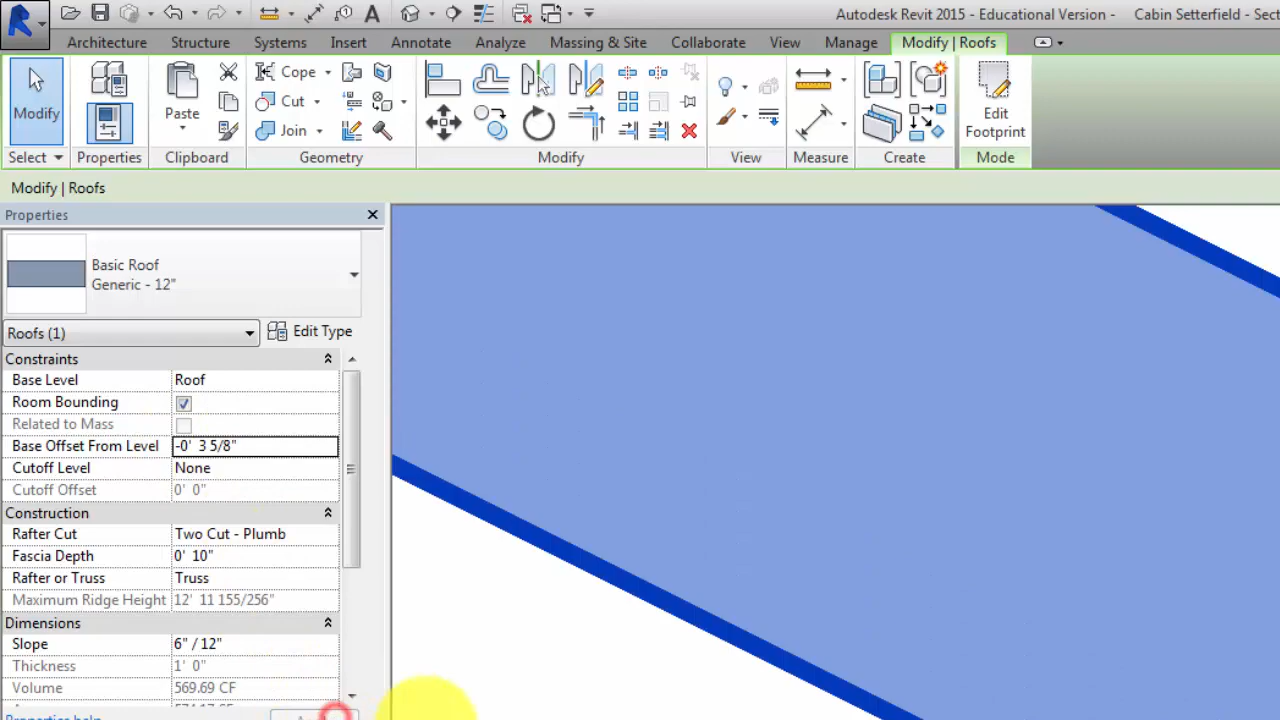 Autodesk Revit 2015 - Educational Version - Cabin Setterfield - Sect
Architecture Structure Systems Insert Annotate Analyze Massing & Site Collaborate View Manage Modify | Roofs
Modify Paste Cope Cut Join Edit Footprint
Select Properties Clipboard Geometry Modify View Measure Create Mode
Modify | Roofs
Properties
Basic Roof
Generic - 12"
Roofs (1) Edit Type
Constraints
Base Level Roof
Room Bounding
Related to Mass
Base Offset From Level -0' 3 5/8"
Cutoff Level None
Cutoff Offset 0' 0"
Construction
Rafter Cut Two Cut - Plumb
Fascia Depth 0' 10"
Rafter or Truss Truss
Maximum Ridge Height 12' 11 155/256"
Dimensions
Slope 6" / 12"
Thickness 1' 0"
Volume 569.69 CF
Properties help